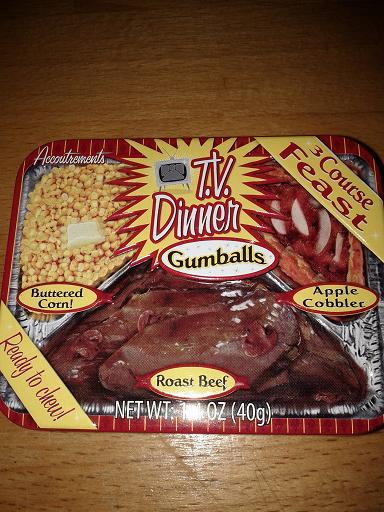 Accoutrements
T.V.
Dinner
Gumballs
3 Course
Feast
Buttered
Corn!
Apple
Cobbler
Roast Beef
Ready to chew!
NET WT: OZ (40g)